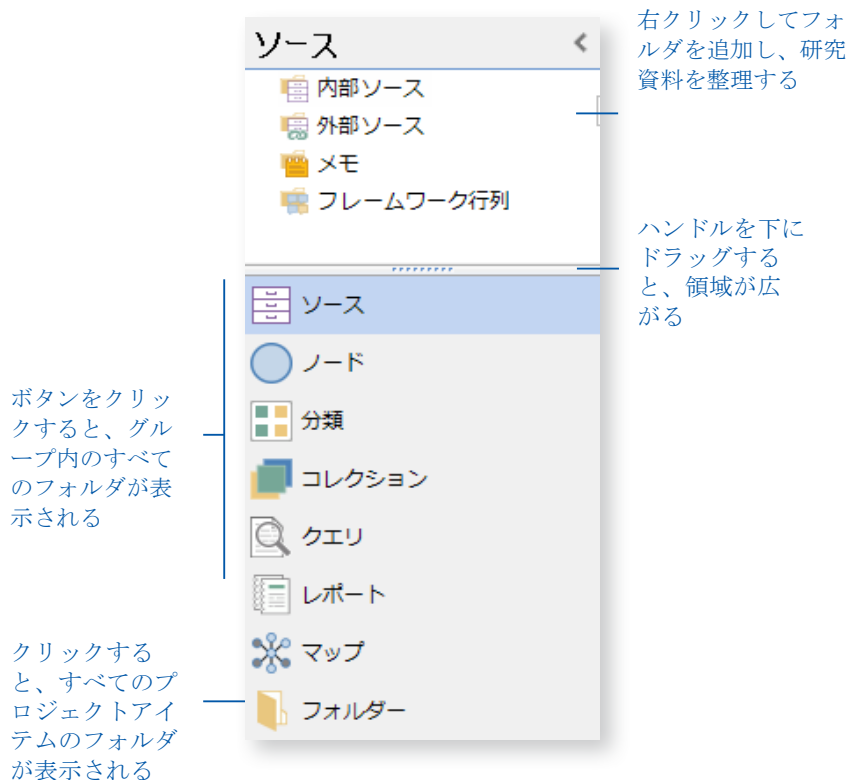 ソース
内部ソース
外部ソース
メモ
フレームワーク行列
右クリックしてフォ
ルダを追加し、研究
資料を整理する
ハンドルを下に
ドラッグする
と、領域が広
がる
ソース
ノード
分類
コレクション
クエリ
レポート
マップ
フォルダー
ボタンをクリッ
クすると、グル
ープ内のすべて
のフォルダが表
示される
クリックする
と、すべてのプ
ロジェクトアイ
テムのフォルダ
が表示される